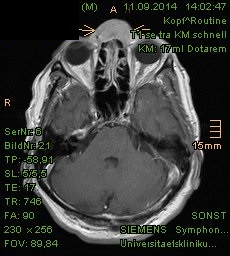 (M) A 11.09.2014 14:02:47
Kopf^Routine
T1-se tra KM schnell
KM: 17ml Dotarem
R
SerNr: 6
BildNr: 21
TP: -58,91
SL: 5/5,5
TE: 17
TR: 746
FA: 90
230 × 256
FOV: 89,84
15mm
SONST
SIEMENS Symphon...
Universitaetskliniku...